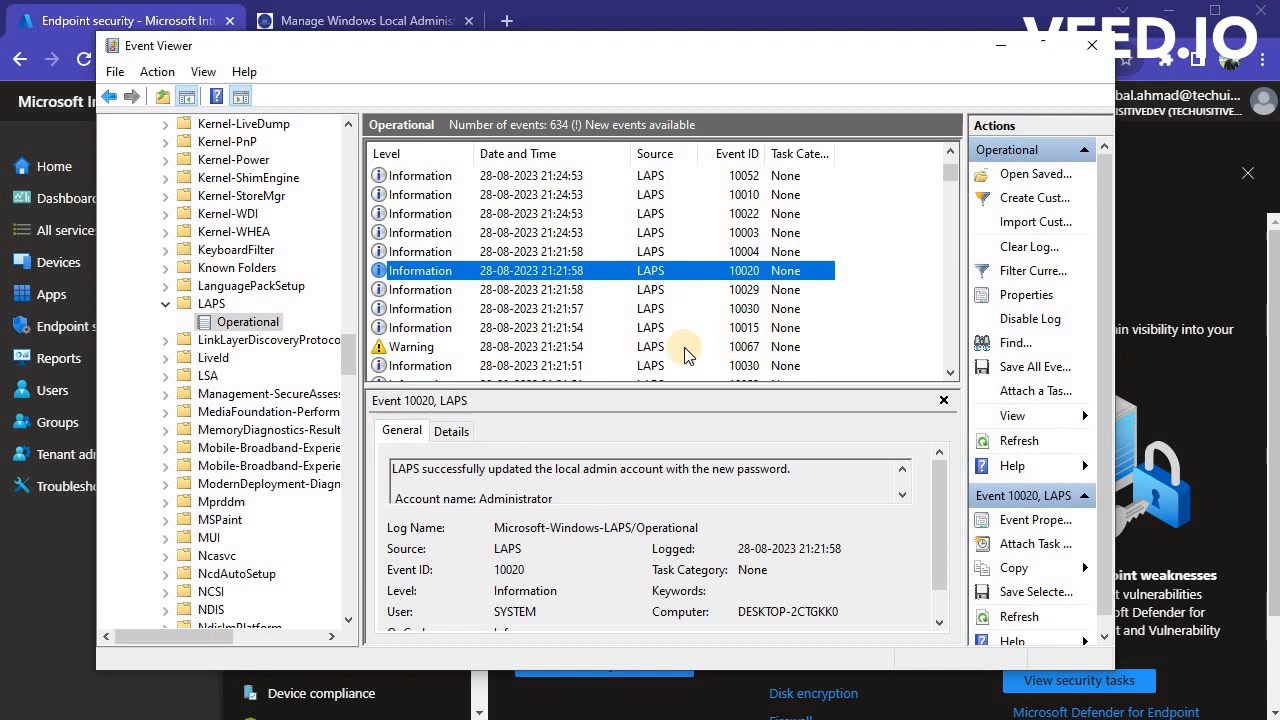 Endpoint security - Microsoft Int
Manage Windows Local Administ
VEED.IO
Event Viewer
File Action View Help
Microsoft In
bal.ahmad@techuisiti...
Home
Dashboard
All services
Devices
Apps
Endpoint s
Reports
Users
Groups
Tenant adm
Troublesho
Kernel-LiveDump
Kernel-PnP
Kernel-Power
Kernel-ShimEngine
Kernel-StoreMgr
Kernel-WDI
Kernel-WHEA
KeyboardFilter
Known Folders
LanguagePackSetup
LAPS
Operational
LinkLayerDiscoveryProtoco
LiveId
LSA
Management-SecureAssess
MediaFoundation-Perform
MemoryDiagnostics-Result
Mobile-Broadband-Experie
Mobile-Broadband-Experie
ModernDeployment-Diagn
Mprddm
MSPaint
MUI
Ncasvc
NcdAutoSetup
NCSI
NDIS
NdisImPlatform
Operational Number of events: 634 (!) New events available
Level Date and Time Source Event ID Task Cate...
Information 28-08-2023 21:24:53 LAPS 10052 None
Information 28-08-2023 21:24:53 LAPS 10010 None
Information 28-08-2023 21:24:53 LAPS 10022 None
Information 28-08-2023 21:24:53 LAPS 10003 None
Information 28-08-2023 21:21:58 LAPS 10004 None
Information 28-08-2023 21:21:58 LAPS 10020 None
Information 28-08-2023 21:21:58 LAPS 10029 None
Information 28-08-2023 21:21:57 LAPS 10030 None
Information 28-08-2023 21:21:54 LAPS 10015 None
Warning 28-08-2023 21:21:54 LAPS 10067 None
Information 28-08-2023 21:21:51 LAPS 10030 None
Event 10020, LAPS
General Details
LAPS successfully updated the local admin account with the new password.
Account name: Administrator
Log Name: Microsoft-Windows-LAPS/Operational
Source: LAPS Logged: 28-08-2023 21:21:58
Event ID: 10020 Task Category: None
Level: Information Keywords:
User: SYSTEM Computer: DESKTOP-2CTGKK0
Actions
Operational
Open Saved...
Create Cust...
Import Cust...
Clear Log...
Filter Curre...
Properties
Disable Log
Find...
Save All Eve...
Attach a Tas...
View
Refresh
Help
Event 10020, LAPS
Event Prope...
Attach Task ...
Copy
Save Selecte...
Refresh
Help
n visibility into your
point weaknesses
t vulnerabilities
soft Defender for
t and Vulnerability
Device compliance
Disk encryption
View security tasks
Microsoft Defender for Endpoint